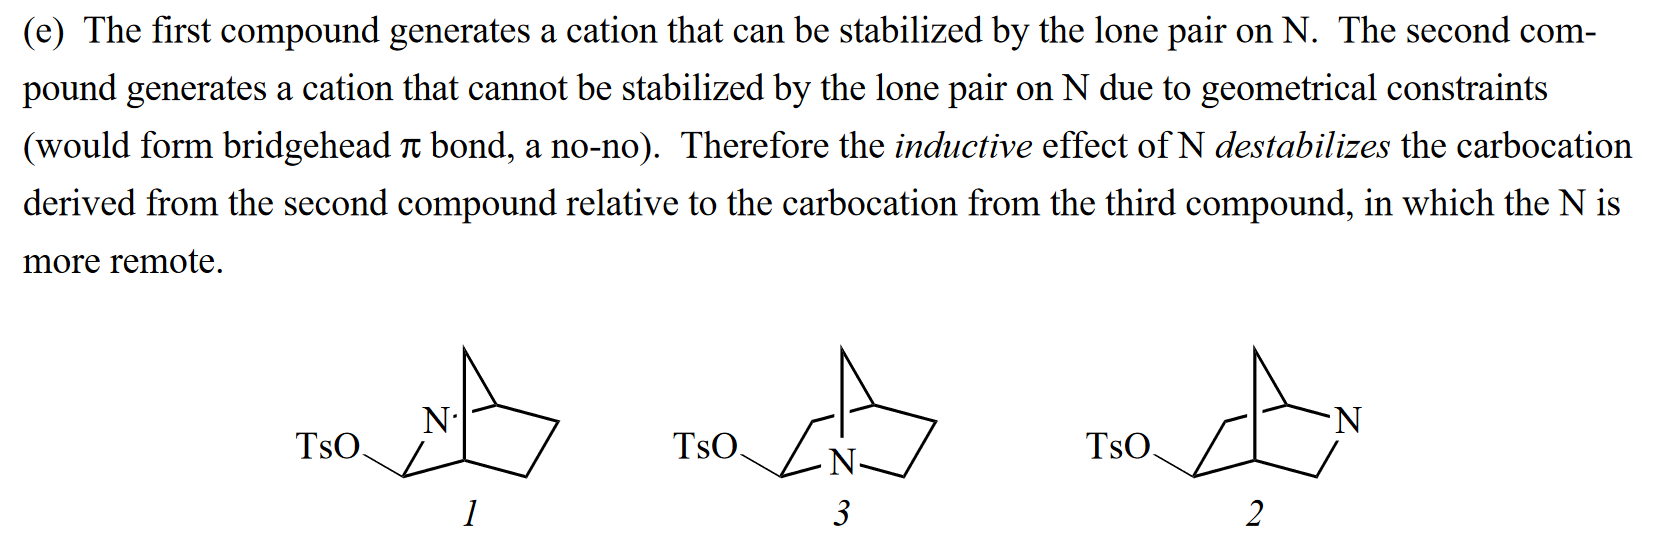 (e) The first compound generates a cation that can be stabilized by the lone pair on N. The second com-
pound generates a cation that cannot be stabilized by the lone pair on N due to geometrical constraints
(would form bridgehead π bond, a no-no). Therefore the inductive effect of N destabilizes the carbocation
derived from the second compound relative to the carbocation from the third compound, in which the N is
more remote.
N N
TsO TsO N TsO
1 3 2